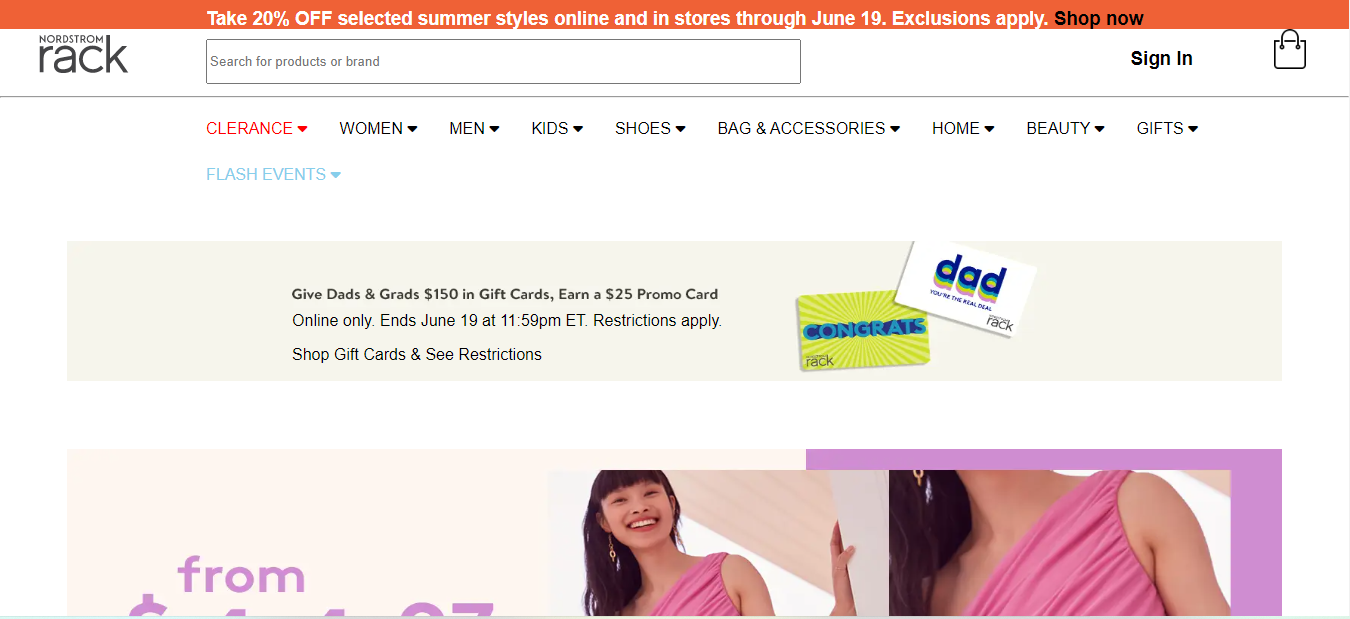 Take 20% OFF selected summer styles online and in stores through June 19. Exclusions apply. Shop now
NORDSTROM
rack
Search for products or brand
Sign In
CLERANCE
WOMEN
MEN
KIDS
SHOES
BAG & ACCESSORIES
HOME
BEAUTY
GIFTS
FLASH EVENTS
Give Dads & Grads $150 in Gift Cards, Earn a $25 Promo Card
Online only. Ends June 19 at 11:59pm ET. Restrictions apply.
Shop Gift Cards & See Restrictions
dad
YOU'RE THE REAL DEAL
NORDSTROM
rack
CONGRATS
NORDSTROM
rack
from